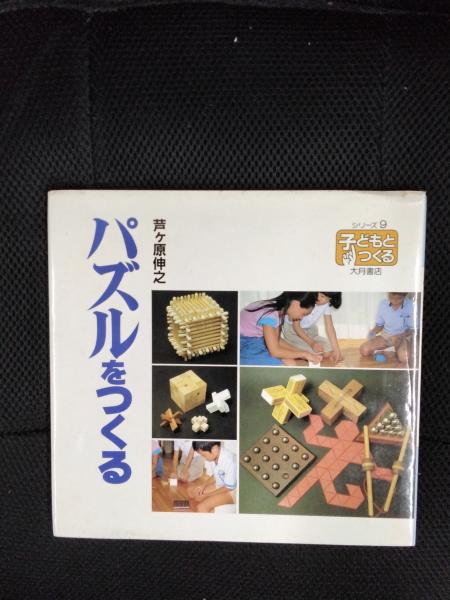 パズルをつくる
芦ヶ原伸之
シリーズ9
子どもと
つくる
大月書店